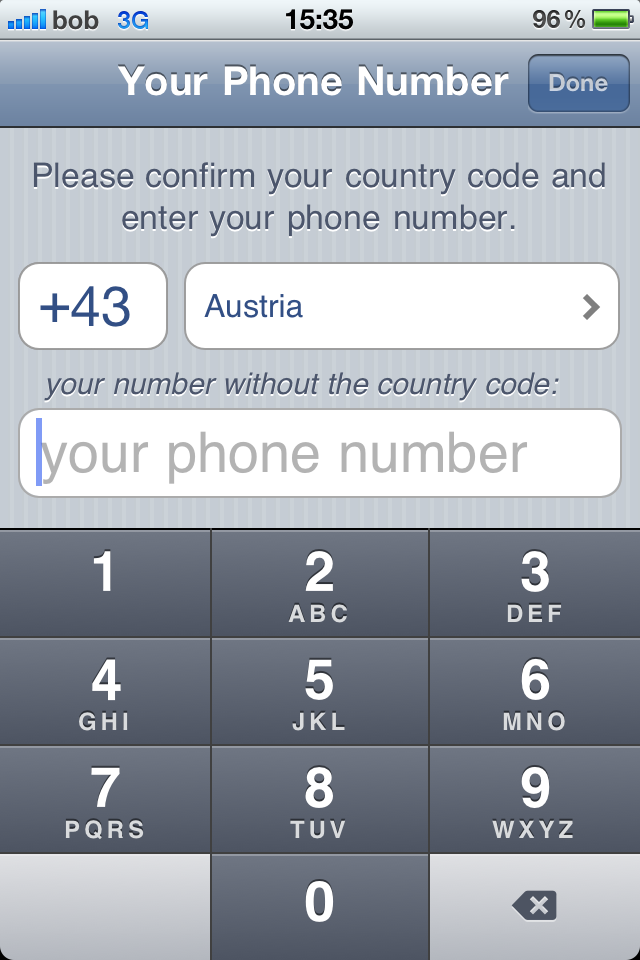 bob 3G 15:35 96 %
Your Phone Number Done
Please confirm your country code and
enter your phone number.
+43 Austria
your number without the country code:
your phone number
1 2 3
ABC DEF
4 5 6
GHI JKL MNO
7 8 9
PQRS TUV WXYZ
0